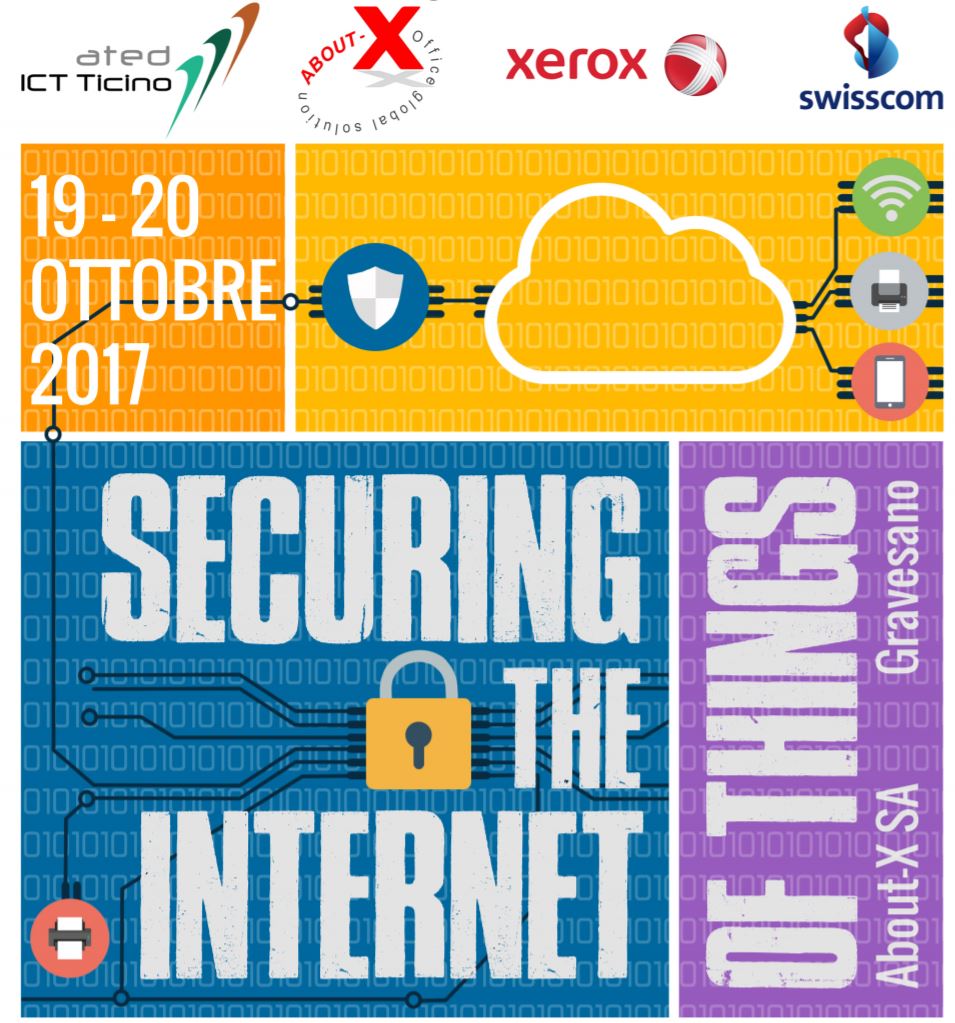 ated
ICT Ticino
ABOUT-X
Office global solution
xerox
swisscom
19 - 20
OTTOBRE
2017
SECURING
THE
INTERNET
OF THINGS
About-X SA Gravesano